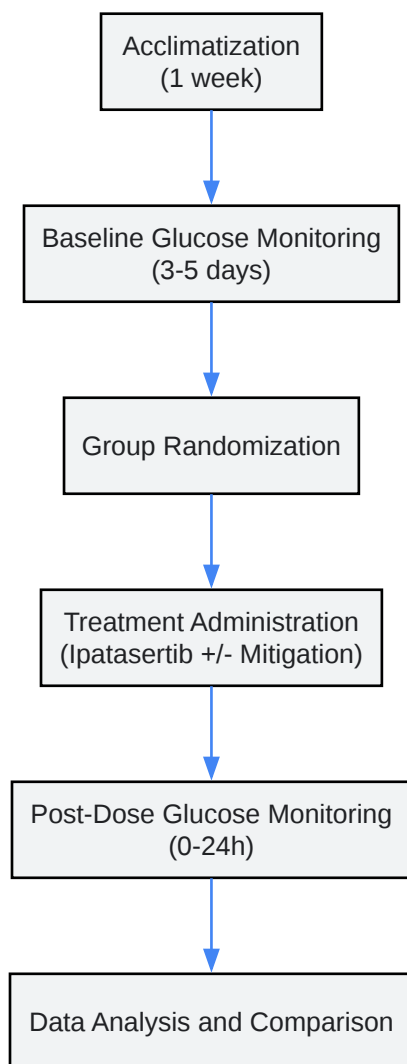 Acclimatization
(1 week)
Baseline Glucose Monitoring
(3-5 days)
Group Randomization
Treatment Administration
(Ipatasertib +/- Mitigation)
Post-Dose Glucose Monitoring
(0-24h)
Data Analysis and Comparison